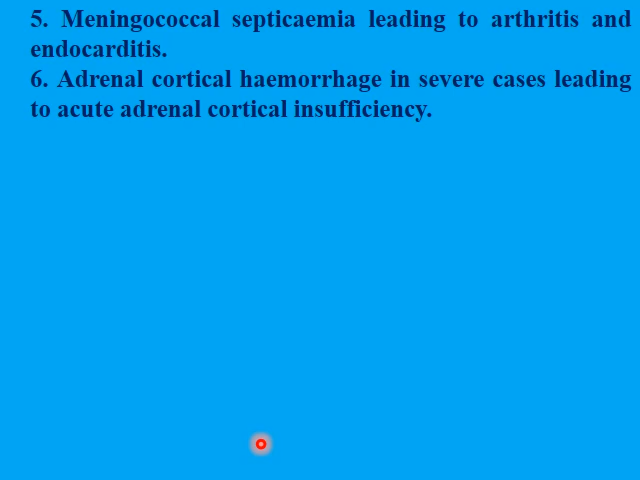 5. Meningococcal septicaemia leading to arthritis and
endocarditis.
6. Adrenal cortical haemorrhage in severe cases leading
to acute adrenal cortical insufficiency.